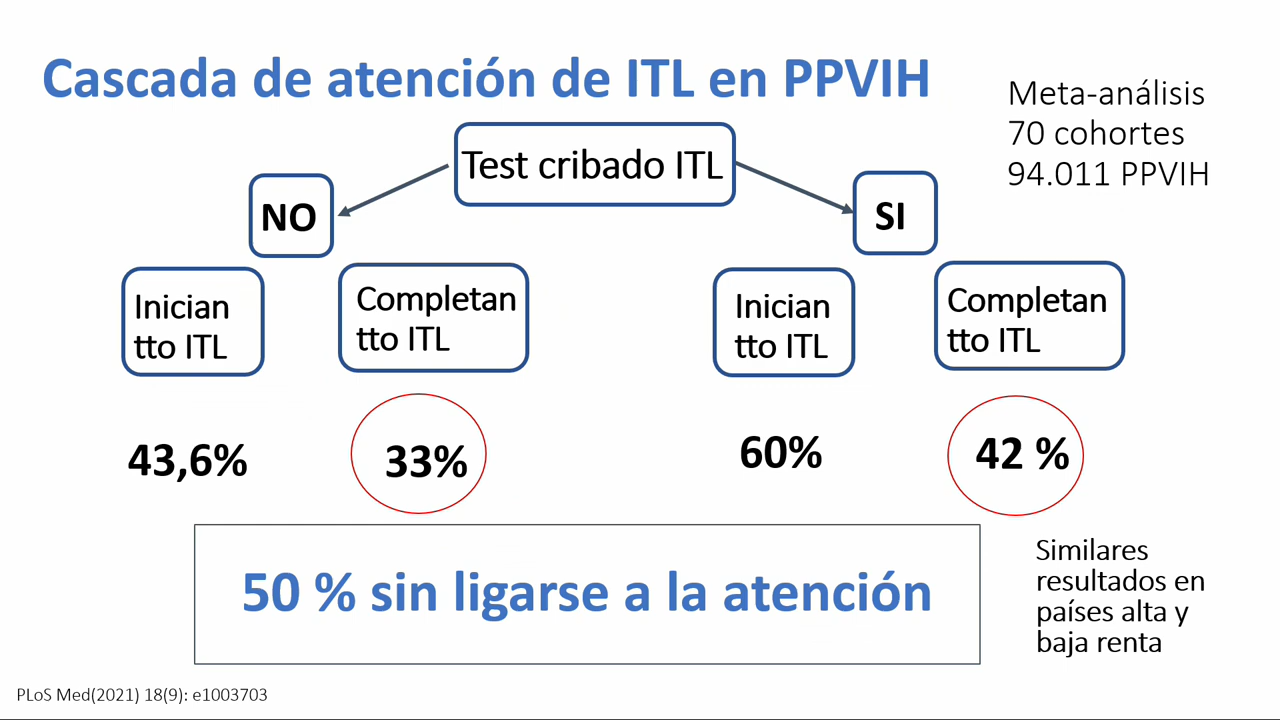 Cascada de atención de ITL en PPVIH
Meta-análisis
70 cohortes
94.011 PPVIH
Test cribado ITL
NO
SI
Inician
tto ITL
Completan
tto ITL
Inician
tto ITL
Completan
tto ITL
43,6%
33%
60%
42 %
50 % sin ligarse a la atención
Similares
resultados en
países alta y
baja renta
PLoS Med(2021) 18(9): e1003703